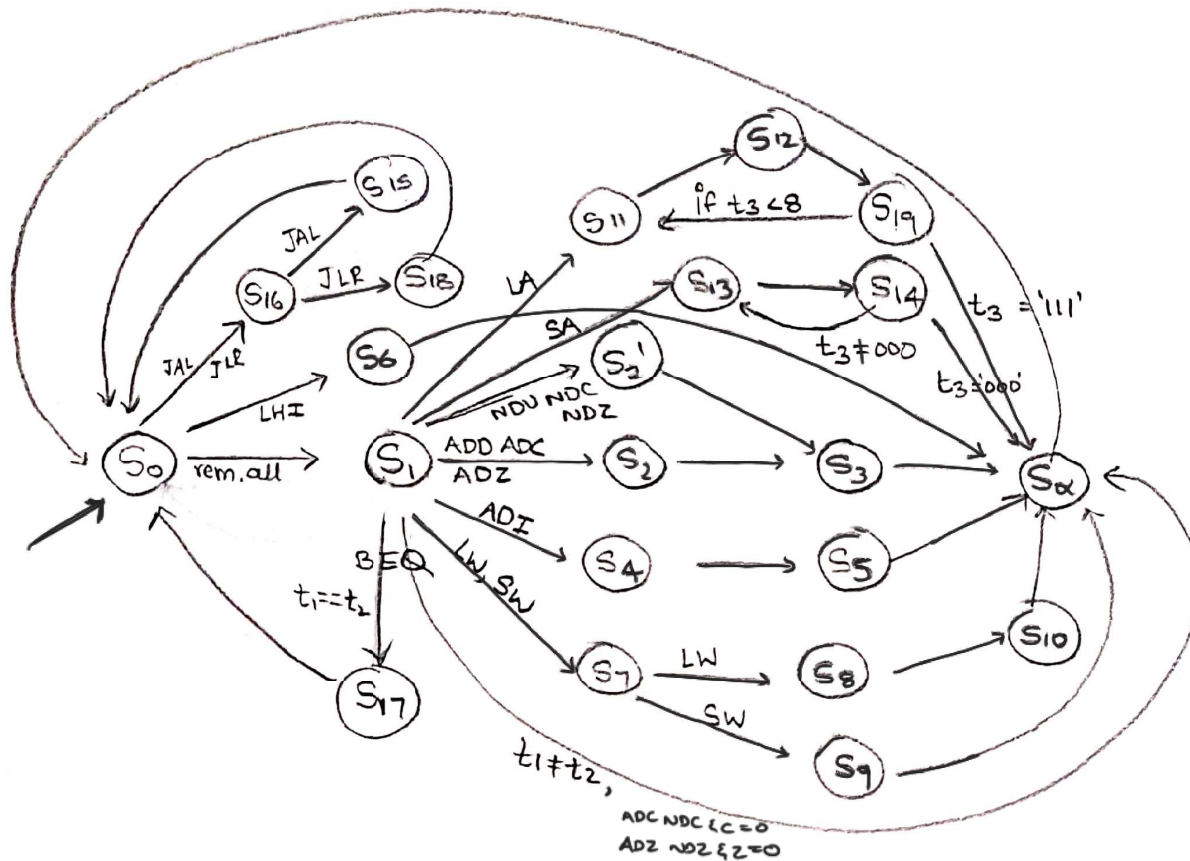 S12
S15
S11
if t3<8
S19
JAL
S16
JLR
S18
LA
S13
S14
t3='111'
SA
JAL JLR
S6
S2'
t3≠000
t3='000'
LHI
NDU NDC
NDZ
S0
rem.all
S1
ADD ADC
ADZ
S2
S3
Sα
ADI
BEQ
LW, SW
S4
S5
t1==t2
S10
S7
LW
S8
S17
SW
t1≠t2,
S9
ADC NDC & C=0
ADZ NDZ & Z=0